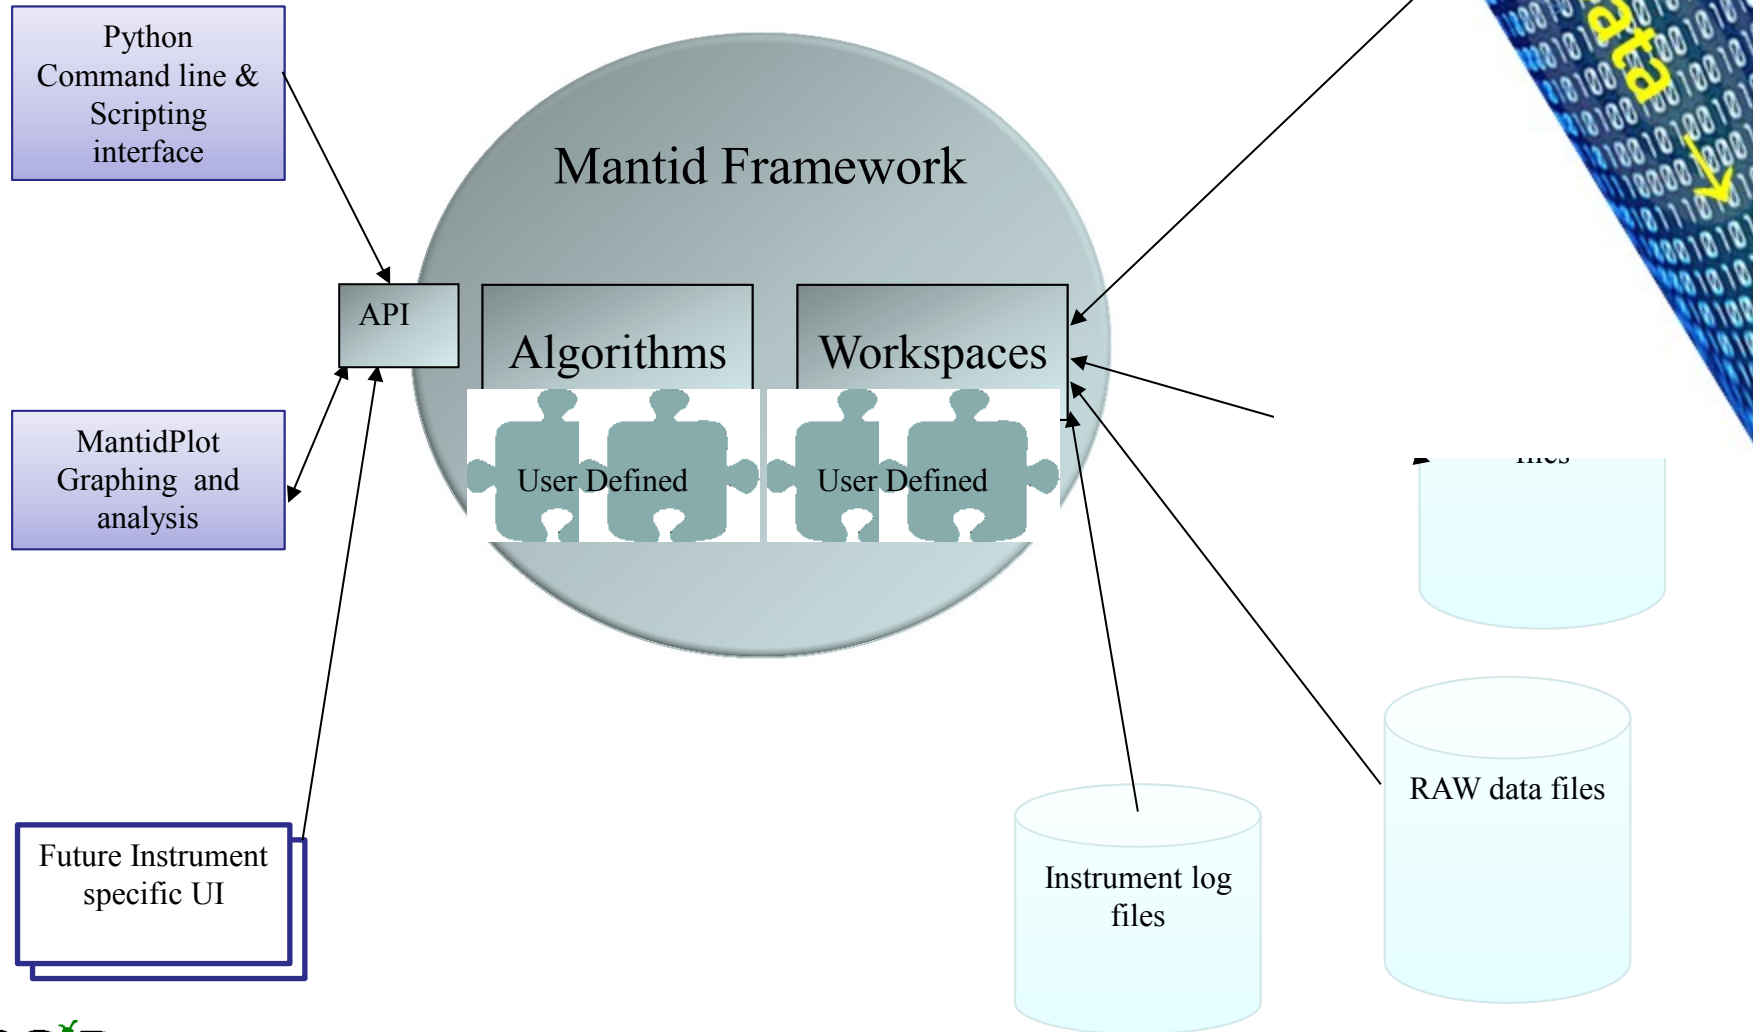 Python
Command line &
Scripting
interface
Mantid Framework
API
Algorithms
Workspaces
MantidPlot
Graphing and
analysis
User Defined
User Defined
files
RAW data files
Future Instrument
specific UI
Instrument log
files